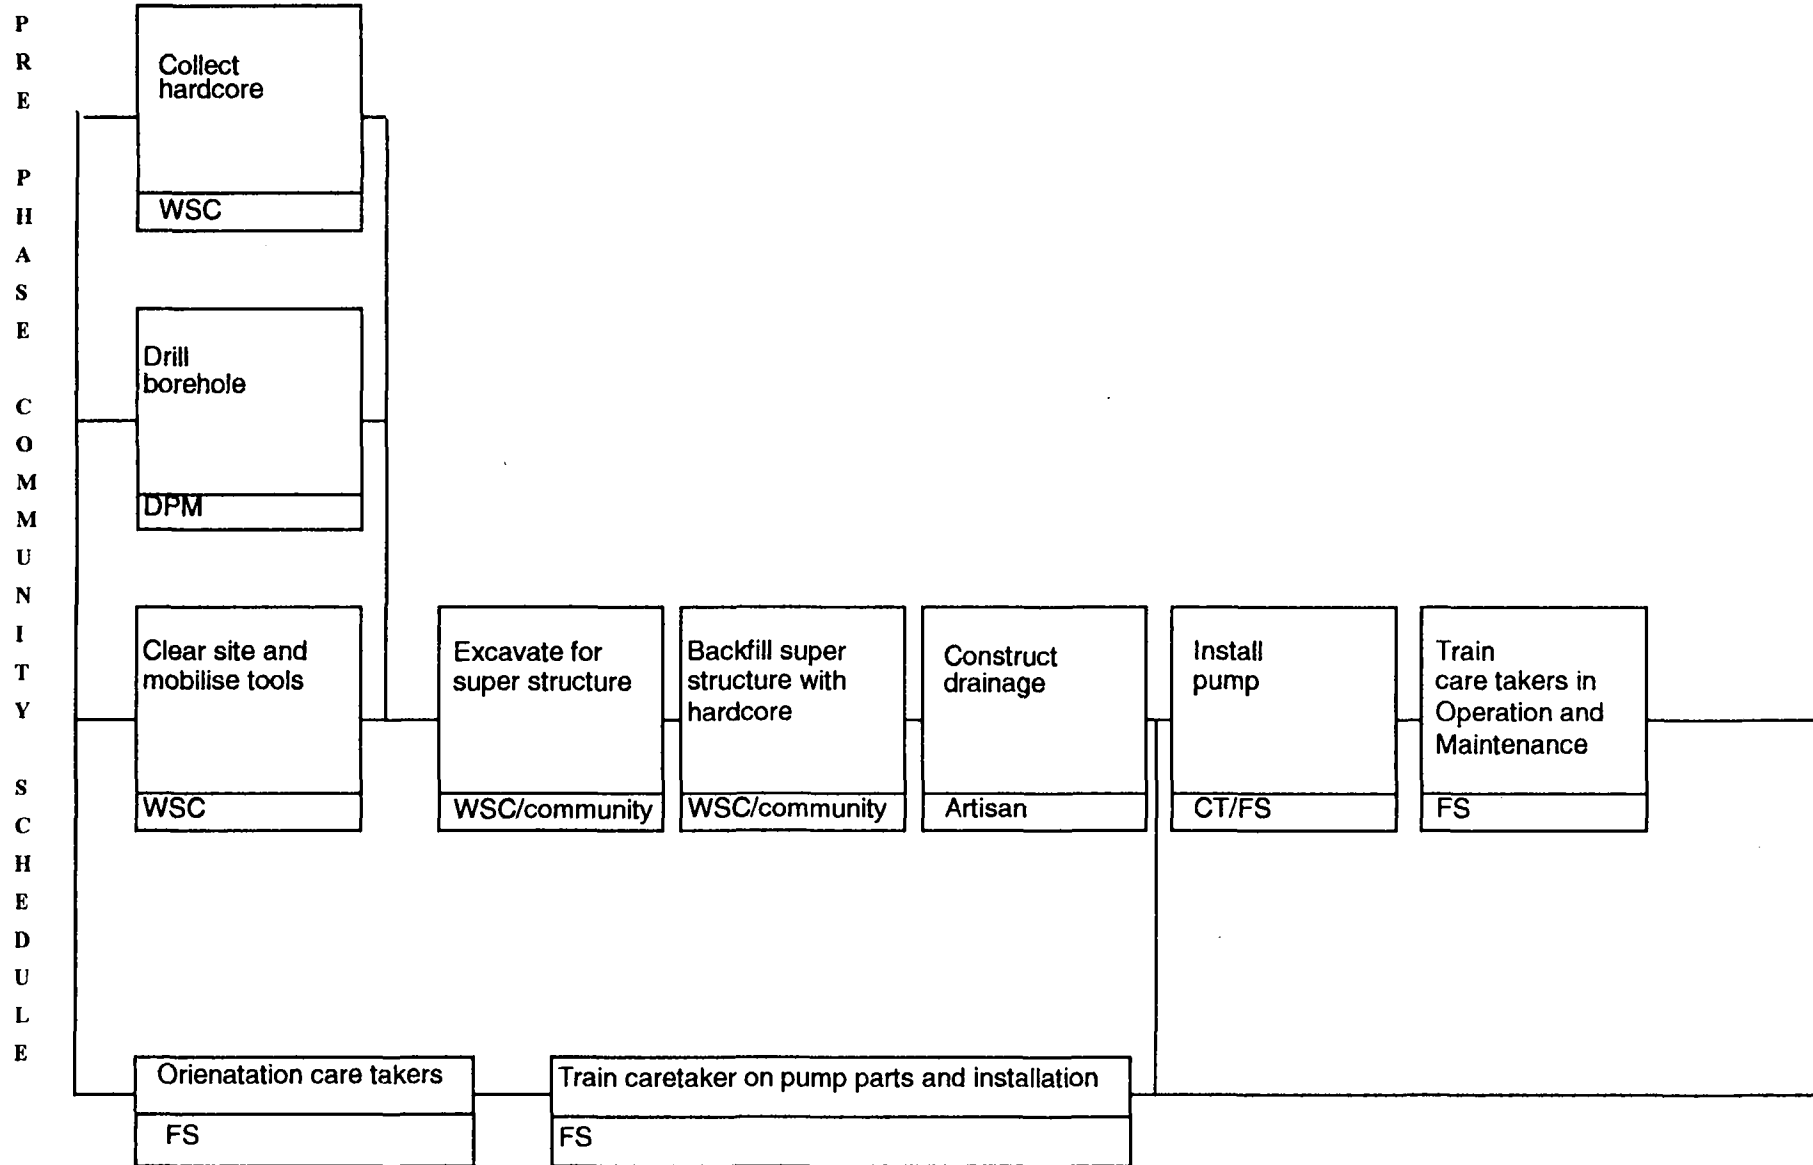 PRE PHASE COMMUNITY SCHEDULE
Collect
hardcore
WSC
Drill
borehole
DPM
Clear site and
mobilise tools
WSC
Excavate for
super structure
WSC/community
Backfill super
structure with
hardcore
WSC/community
Construct
drainage
Artisan
Install
pump
CT/FS
Train
care takers in
Operation and
Maintenance
FS
Orienatation care takers
FS
Train caretaker on pump parts and installation
FS